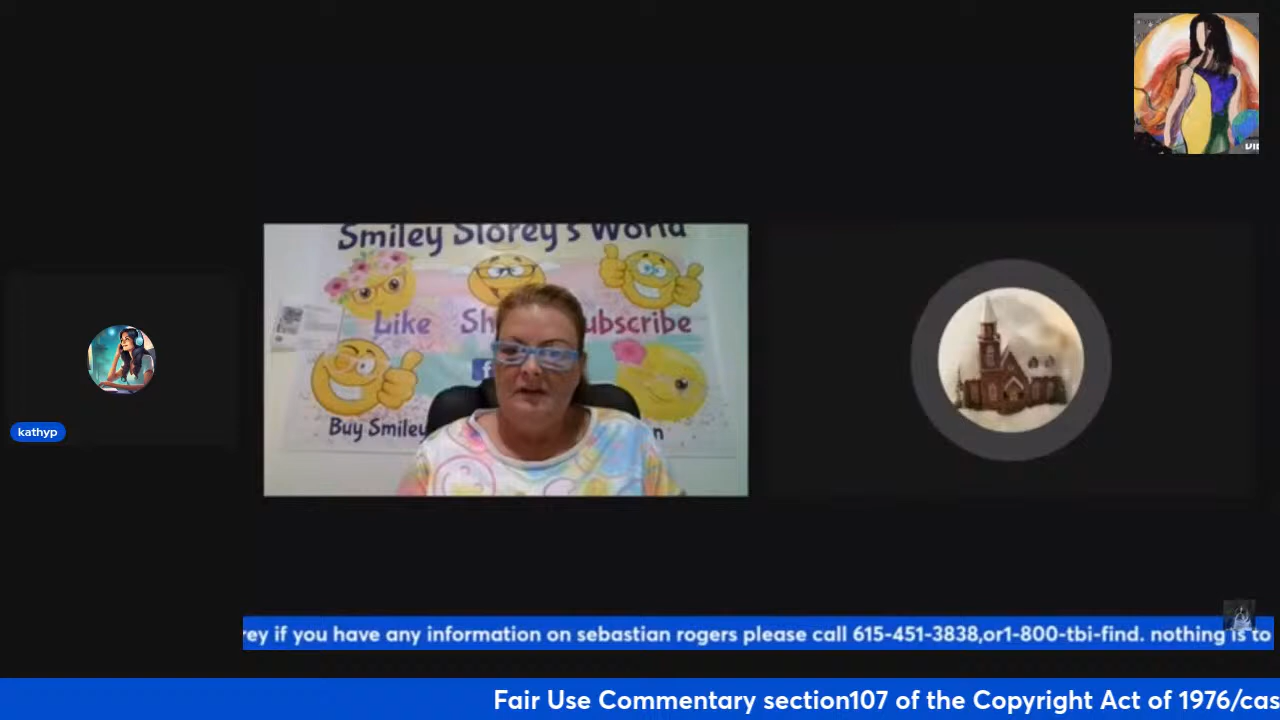 Smiley Storey's World
Like Sh ubscribe
f
Buy Smiley n
kathyp
rey if you have any information on sebastian rogers please call 615-451-3838,or1-800-tbi-find. nothing is to
Fair Use Commentary section107 of the Copyright Act of 1976/cas